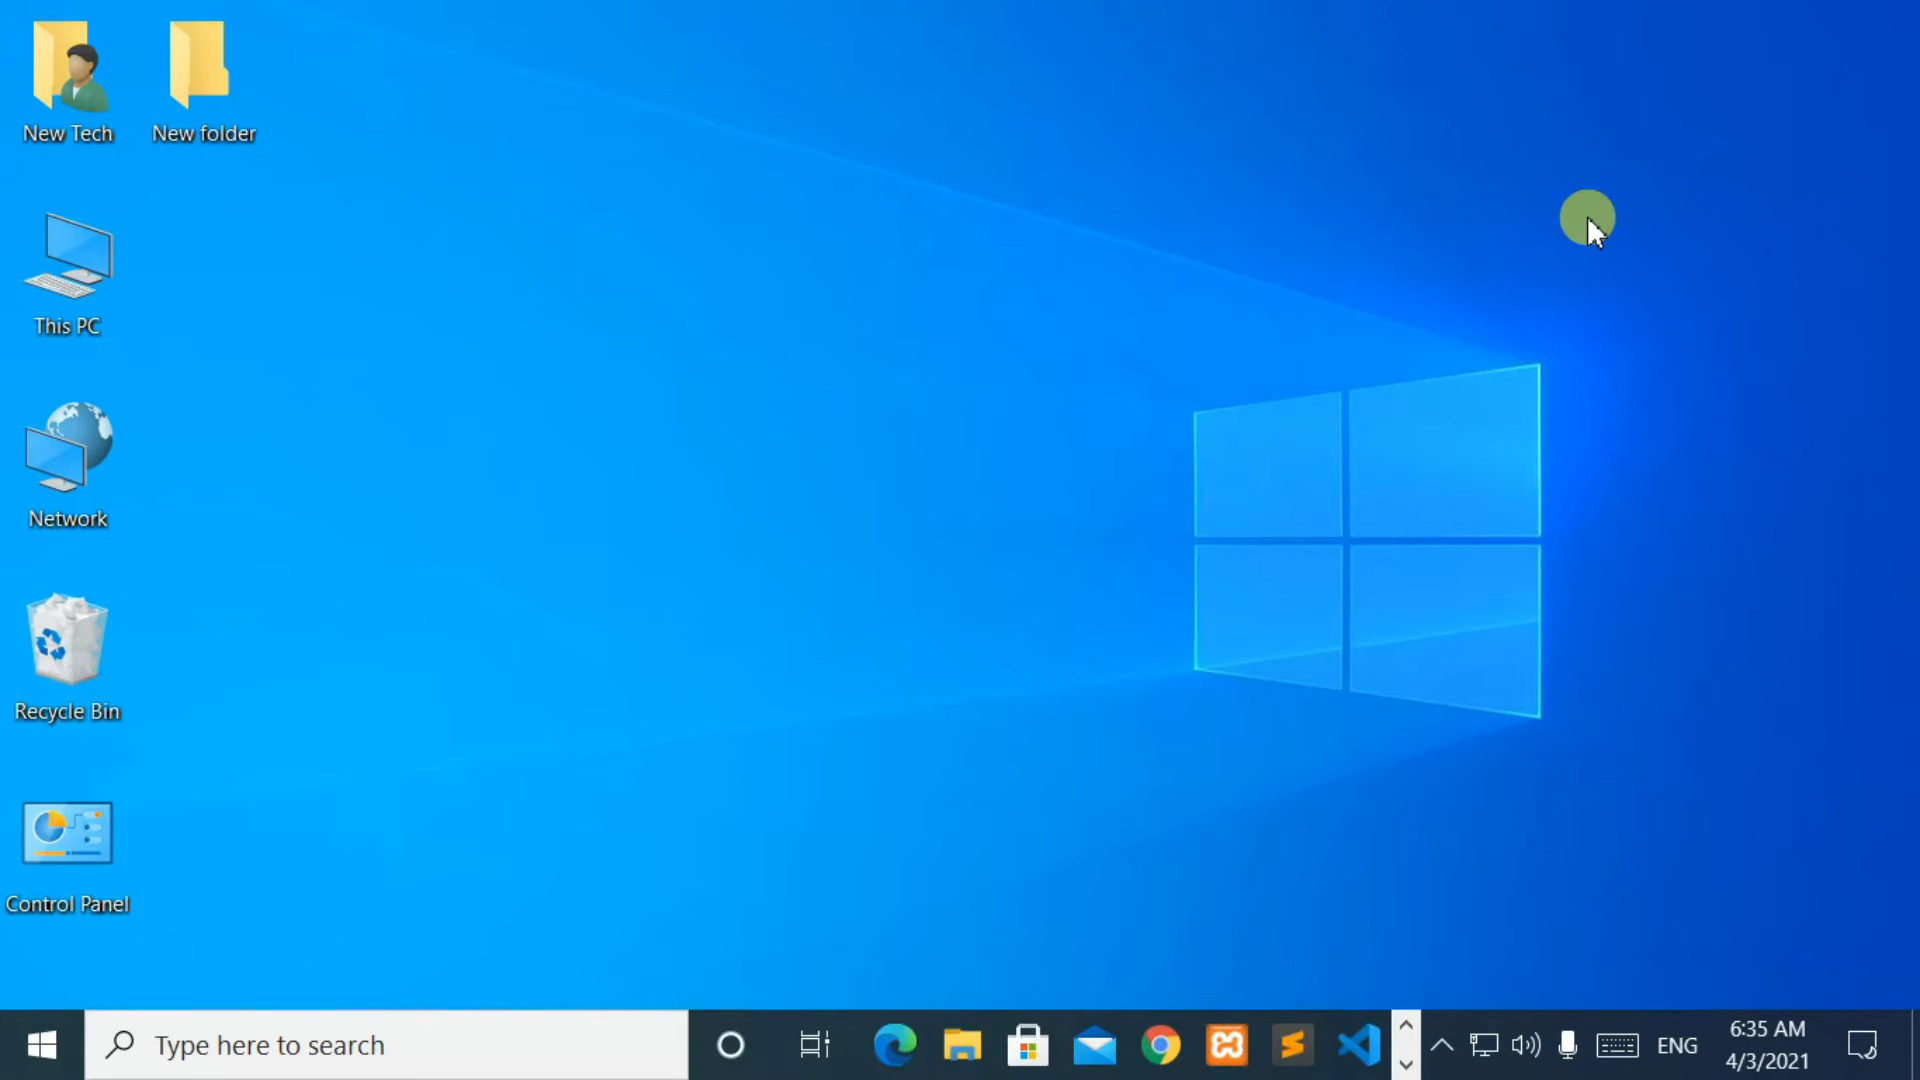 New Tech
New folder
This PC
Network
Recycle Bin
Control Panel
Type here to search
ENG
6:35 AM
4/3/2021